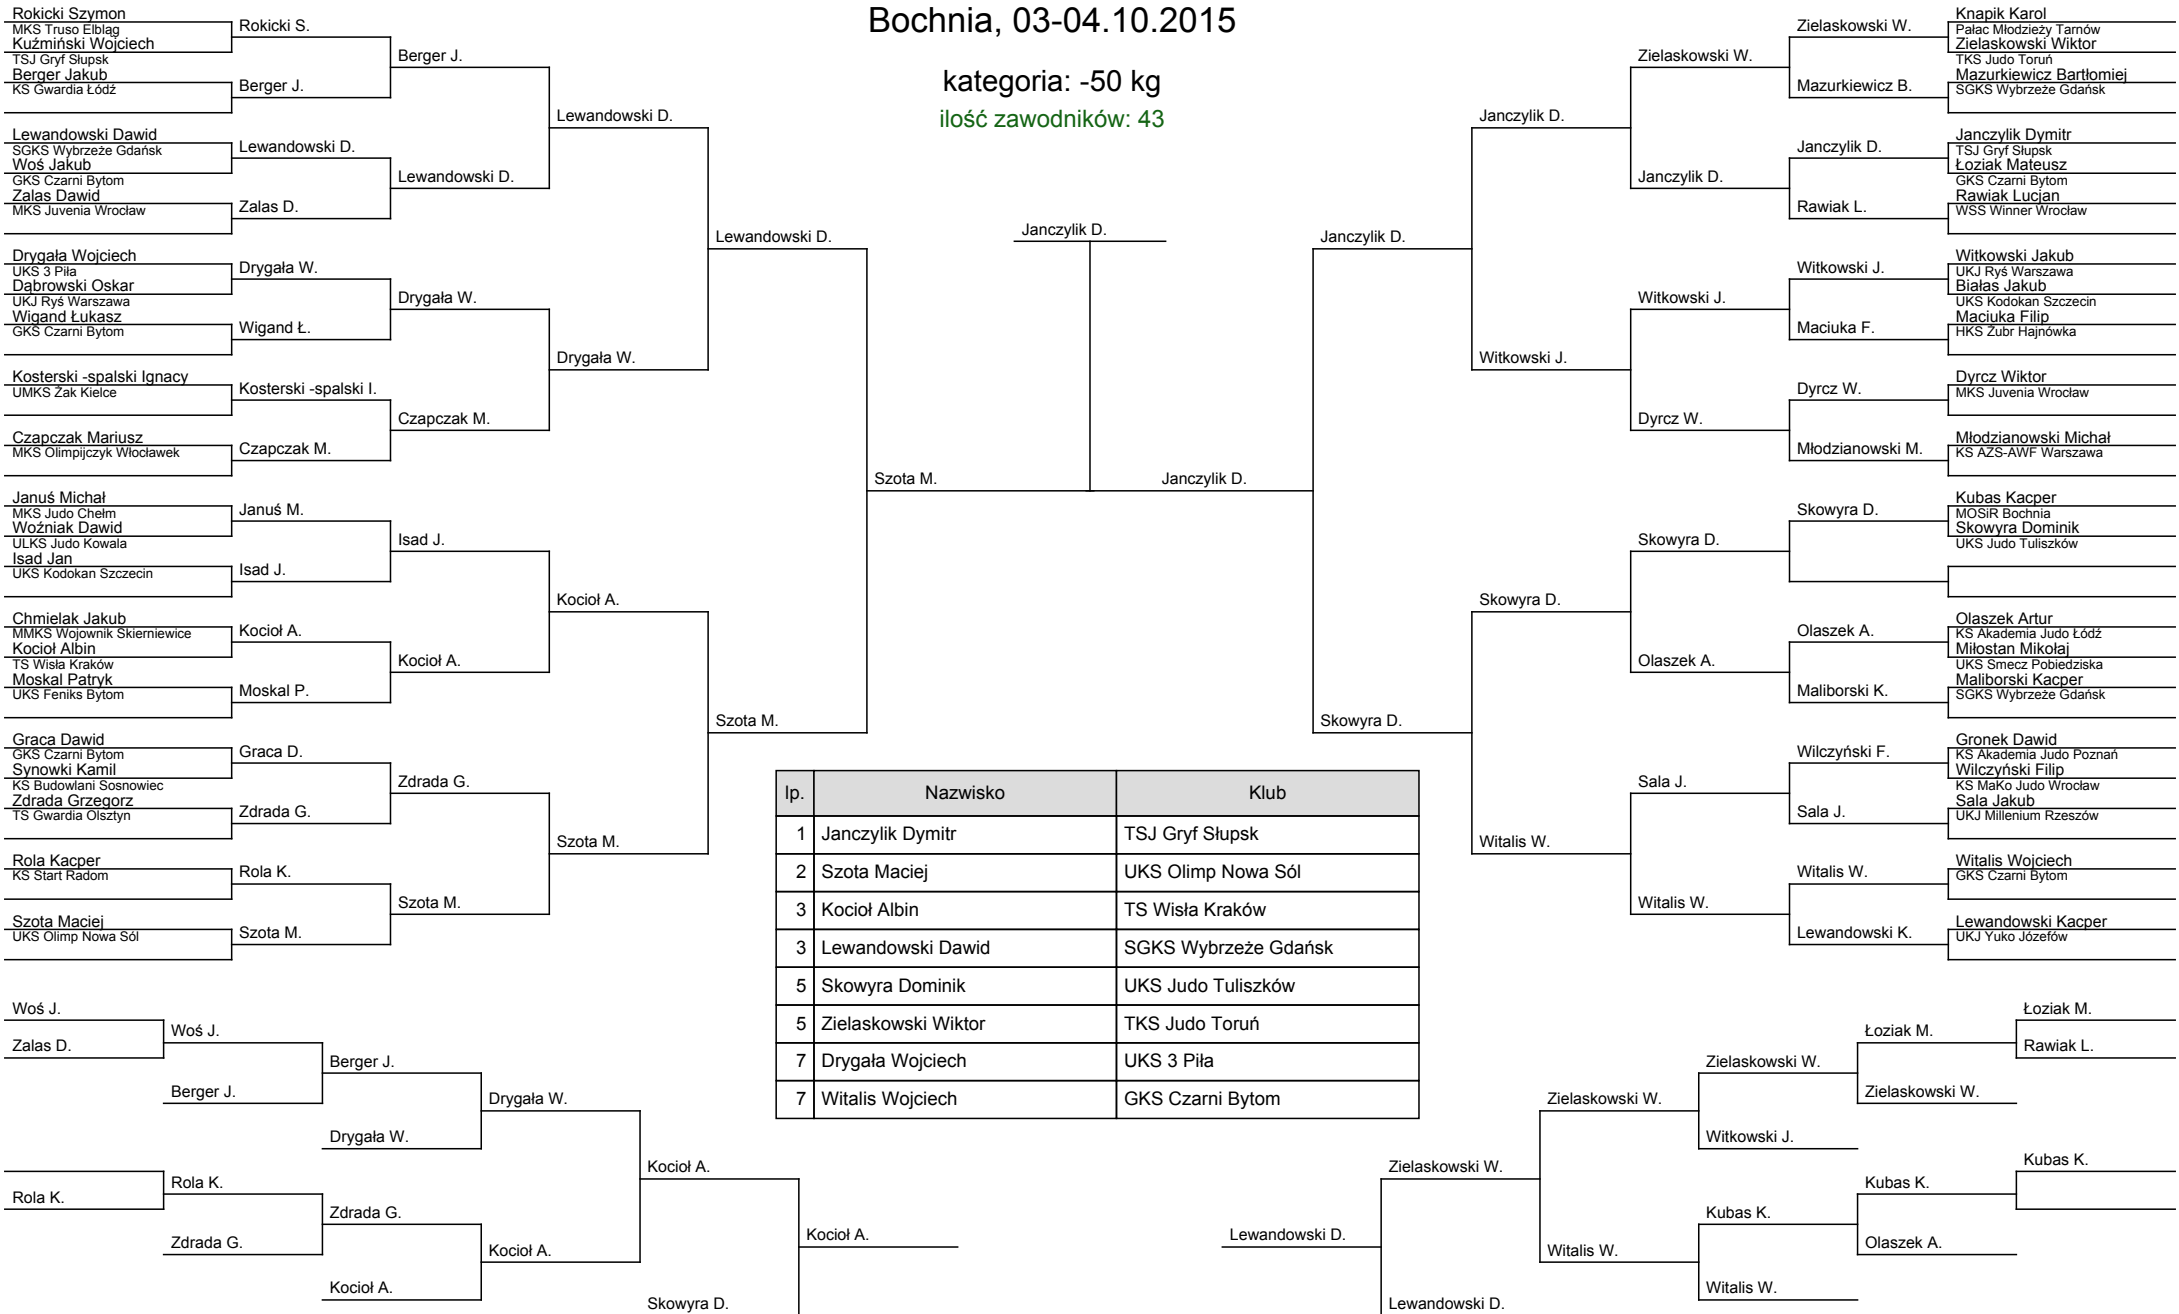 Bochnia, 03-04.10.2015
kategoria: -50 kg
ilość zawodników: 43
Rokicki Szymon
MKS Truso Elbląg
Kuźmiński Wojciech
TSJ Gryf Słupsk
Berger Jakub
KS Gwardia Łódź
Lewandowski Dawid
SGKS Wybrzeże Gdańsk
Woś Jakub
GKS Czarni Bytom
Zalas Dawid
MKS Juvenia Wrocław
Drygała Wojciech
UKS 3 Piła
Dąbrowski Oskar
UKJ Ryś Warszawa
Wigand Łukasz
GKS Czarni Bytom
Kosterski -spalski Ignacy
UMKS Żak Kielce
Czapczak Mariusz
MKS Olimpijczyk Włocławek
Januś Michał
MKS Judo Chełm
Woźniak Dawid
ULKS Judo Kowala
Isad Jan
UKS Kodokan Szczecin
Chmielak Jakub
MMKS Wojownik Skierniewice
Kocioł Albin
TS Wisła Kraków
Moskal Patryk
UKS Feniks Bytom
Graca Dawid
GKS Czarni Bytom
Synowki Kamil
KS Budowlani Sosnowiec
Zdrada Grzegorz
TS Gwardia Olsztyn
Rola Kacper
KS Start Radom
Szota Maciej
UKS Olimp Nowa Sól
Rokicki S.
Berger J.
Lewandowski D.
Zalas D.
Drygała W.
Wigand Ł.
Kosterski -spalski I.
Czapczak M.
Januś M.
Isad J.
Kocioł A.
Moskal P.
Graca D.
Zdrada G.
Rola K.
Szota M.
Berger J.
Lewandowski D.
Drygała W.
Czapczak M.
Isad J.
Kocioł A.
Zdrada G.
Szota M.
Lewandowski D.
Drygała W.
Kocioł A.
Szota M.
Lewandowski D.
Szota M.
Szota M.
Janczylik D.
Janczylik D.
Janczylik D.
Skowyra D.
Janczylik D.
Witkowski J.
Skowyra D.
Witalis W.
Zielaskowski W.
Janczylik D.
Witkowski J.
Dyrcz W.
Skowyra D.
Olaszek A.
Sala J.
Witalis W.
Zielaskowski W.
Mazurkiewicz B.
Janczylik D.
Rawiak L.
Witkowski J.
Maciuka F.
Dyrcz W.
Młodzianowski M.
Skowyra D.
Olaszek A.
Maliborski K.
Wilczyński F.
Sala J.
Witalis W.
Lewandowski K.
Knapik Karol
Pałac Młodzieży Tarnów
Zielaskowski Wiktor
TKS Judo Toruń
Mazurkiewicz Bartłomiej
SGKS Wybrzeże Gdańsk
Janczylik Dymitr
TSJ Gryf Słupsk
Łoziak Mateusz
GKS Czarni Bytom
Rawiak Lucjan
WSS Winner Wrocław
Witkowski Jakub
UKJ Ryś Warszawa
Białas Jakub
UKS Kodokan Szczecin
Maciuka Filip
HKS Żubr Hajnówka
Dyrcz Wiktor
MKS Juvenia Wrocław
Młodzianowski Michał
KS AZS-AWF Warszawa
Kubas Kacper
MOSiR Bochnia
Skowyra Dominik
UKS Judo Tuliszków
Olaszek Artur
KS Akademia Judo Łódź
Miłostan Mikołaj
UKS Smecz Pobiedziska
Maliborski Kacper
SGKS Wybrzeże Gdańsk
Gronek Dawid
KS Akademia Judo Poznań
Wilczyński Filip
KS MaKo Judo Wrocław
Sala Jakub
UKJ Millenium Rzeszów
Witalis Wojciech
GKS Czarni Bytom
Lewandowski Kacper
UKJ Yuko Józefów
lp. Nazwisko Klub
1 Janczylik Dymitr TSJ Gryf Słupsk
2 Szota Maciej UKS Olimp Nowa Sól
3 Kocioł Albin TS Wisła Kraków
3 Lewandowski Dawid SGKS Wybrzeże Gdańsk
5 Skowyra Dominik UKS Judo Tuliszków
5 Zielaskowski Wiktor TKS Judo Toruń
7 Drygała Wojciech UKS 3 Piła
7 Witalis Wojciech GKS Czarni Bytom
Woś J.
Zalas D.
Rola K.
Woś J.
Berger J.
Rola K.
Zdrada G.
Berger J.
Drygała W.
Zdrada G.
Kocioł A.
Drygała W.
Kocioł A.
Kocioł A.
Skowyra D.
Kocioł A.
Lewandowski D.
Zielaskowski W.
Lewandowski D.
Zielaskowski W.
Witalis W.
Zielaskowski W.
Witkowski J.
Kubas K.
Witalis W.
Łoziak M.
Zielaskowski W.
Kubas K.
Olaszek A.
Łoziak M.
Rawiak L.
Kubas K.